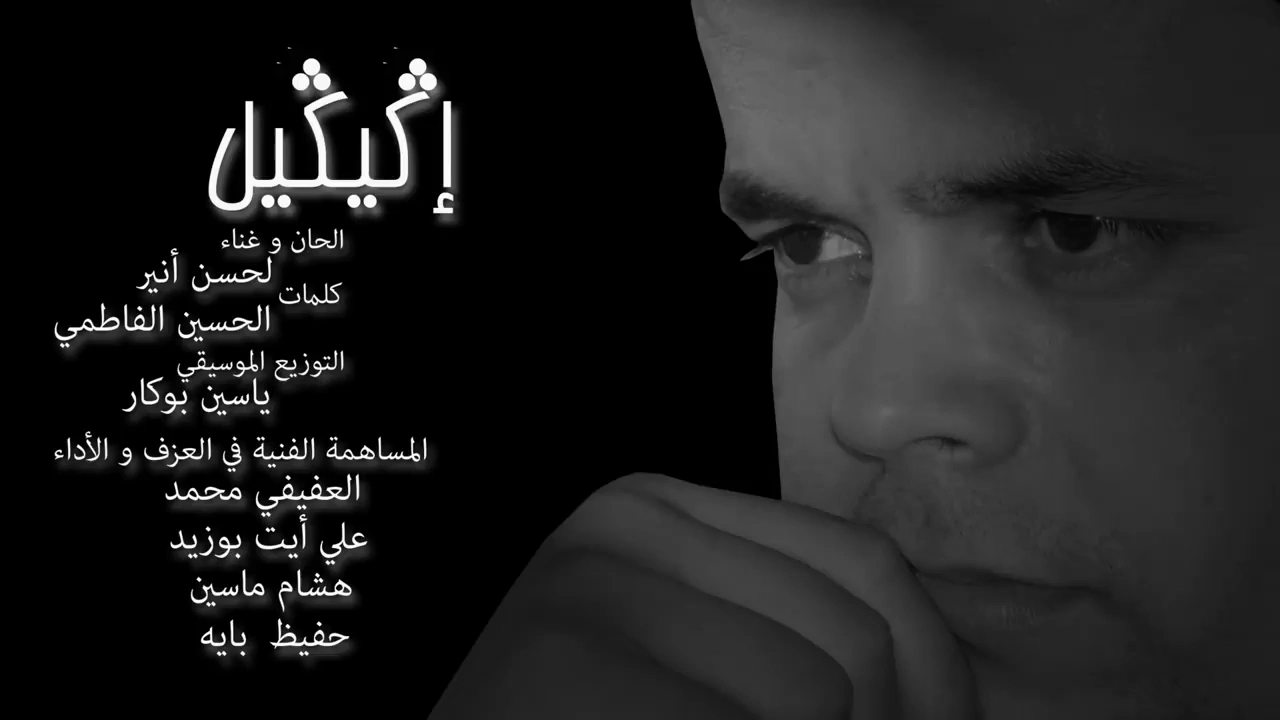 إڭيڭيل
الحان و غناء
لحسن أنير
كلمات
الحسين الفاطمي
التوزيع الموسيقي
ياسين بوكار
المساهمة الفنية في العزف و الأداء
العفيفي محمد
علي أيت بوزيد
هشام ماسين
حفيظ بايه